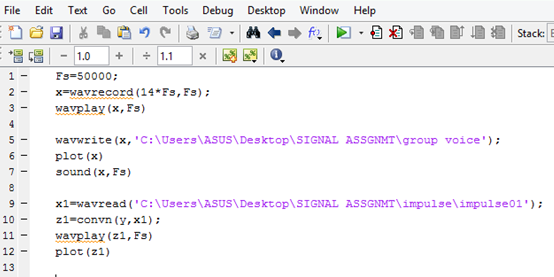 File Edit Text Go Cell Tools Debug Desktop Window Help
Stack:
− 1.0 + ÷ 1.1 ×
1 − Fs=50000;
2 − x=wavrecord(14*Fs,Fs);
3 − wavplay(x,Fs)
4
5 − wavwrite(x,'C:\Users\ASUS\Desktop\SIGNAL ASSGNMT\group voice');
6 − plot(x)
7 − sound(x,Fs)
8
9 − x1=wavread('C:\Users\ASUS\Desktop\SIGNAL ASSGNMT\impulse\impulse01');
10 − z1=convn(y,x1);
11 − wavplay(z1,Fs)
12 − plot(z1)
13